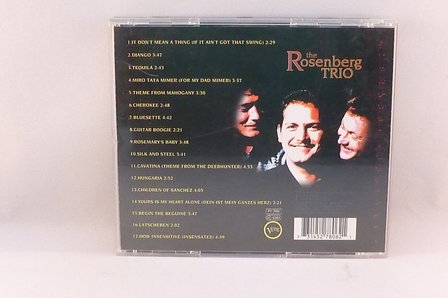 1.IT DON'T MEAN A THING (IF IT AIN'T GOT THAT SWING) 2:29
2.DJANGO 3:47
3.TEQUILA 2:43
4.MIRO TATA MIMER (FOR MY DAD MIMER) 3:37
5.THEME FROM MAHOGANY 3:30
6.CHEROKEE 2:48
7.BLUESETTE 4:42
8.GUITAR BOOGIE 2:21
9.ROSEMARY'S BABY 3:48
10.SILK AND STEEL 3:41
11.CAVATINA (THEME FROM THE DEERHUNTER) 4:53
12.HUNGARIA 2:52
13.CHILDREN OF SANCHEZ 4:05
14.YOURS IS MY HEART ALONE (DEIN IST MEIN GANZES HERZ) 3:21
15.BEGIN THE BEGUINE 3:47
16.LATSCHEBEN 2:02
17.HOW INSENSITIVE (INSENSATEZ) 4:39
the
Rosenberg
TRIO
VERVE